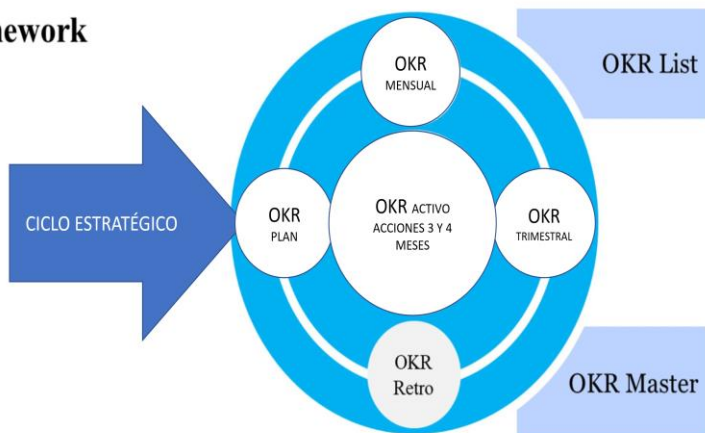 OKR
MENSUAL
OKR List
CICLO ESTRATÉGICO
OKR
PLAN
OKR ACTIVO
ACCIONES 3 Y 4
MESES
OKR
TRIMESTRAL
OKR
Retro
OKR Master